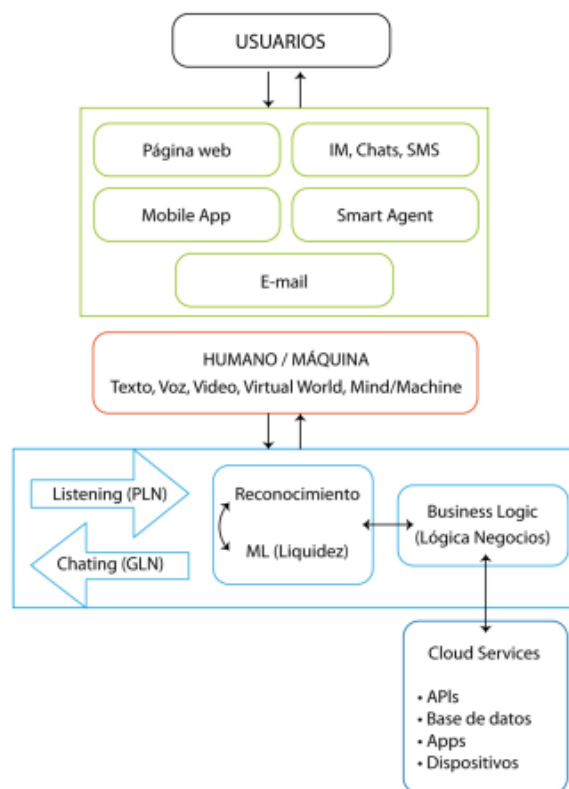 USUARIOS
Página web
IM, Chats, SMS
Mobile App
Smart Agent
E-mail
HUMANO / MÁQUINA
Texto, Voz, Video, Virtual World, Mind/Machine
Listening (PLN)
Chating (GLN)
Reconocimiento
ML (Liquidez)
Business Logic
(Lógica Negocios)
Cloud Services
• APIs
• Base de datos
• Apps
• Dispositivos